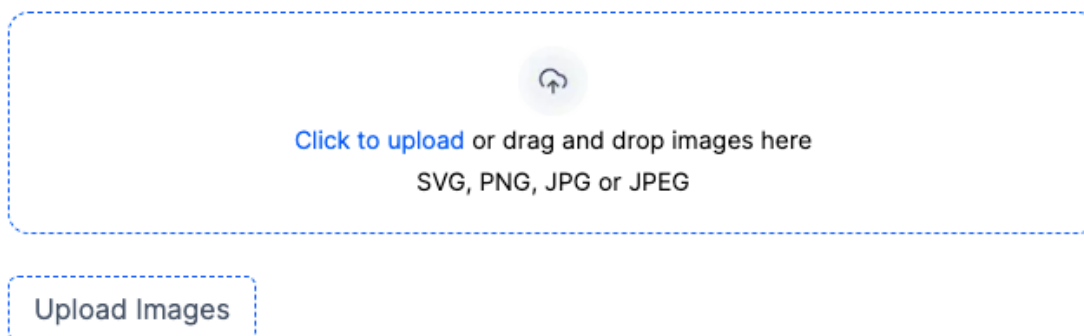 Click to upload or drag and drop images here
SVG, PNG, JPG or JPEG
Upload Images